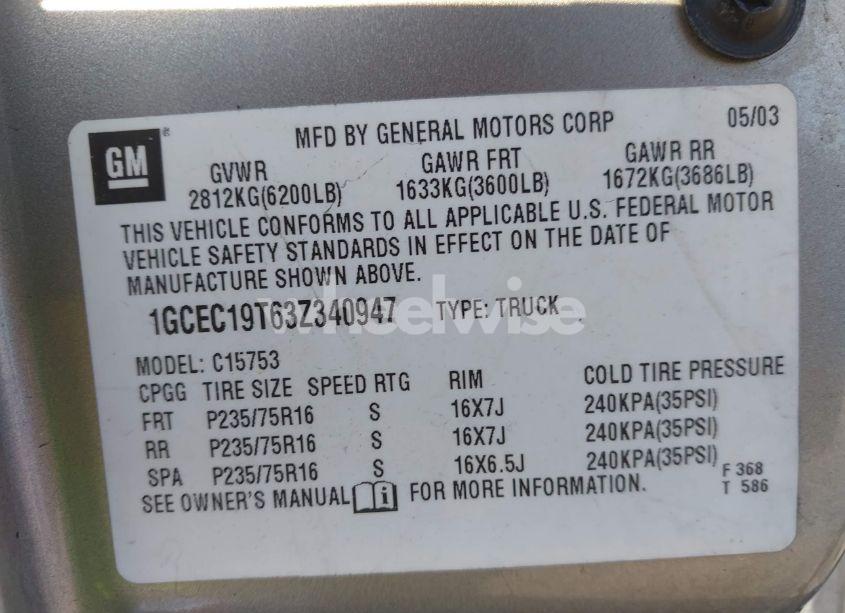 GM ® MFD BY GENERAL MOTORS CORP 05/03
GVWR GAWR FRT GAWR RR
2812KG(6200LB) 1633KG(3600LB) 1672KG(3686LB)
THIS VEHICLE CONFORMS TO ALL APPLICABLE U.S. FEDERAL MOTOR
VEHICLE SAFETY STANDARDS IN EFFECT ON THE DATE OF
MANUFACTURE SHOWN ABOVE.
1GCEC19T63Z340947 TYPE: TRUCK
wheelwise
MODEL: C15753
CPGG TIRE SIZE SPEED RTG RIM COLD TIRE PRESSURE
FRT P235/75R16 S 16X7J 240KPA(35PSI)
RR P235/75R16 S 16X7J 240KPA(35PSI)
SPA P235/75R16 S 16X6.5J 240KPA(35PSI) F 368
SEE OWNER'S MANUAL i FOR MORE INFORMATION. T 586